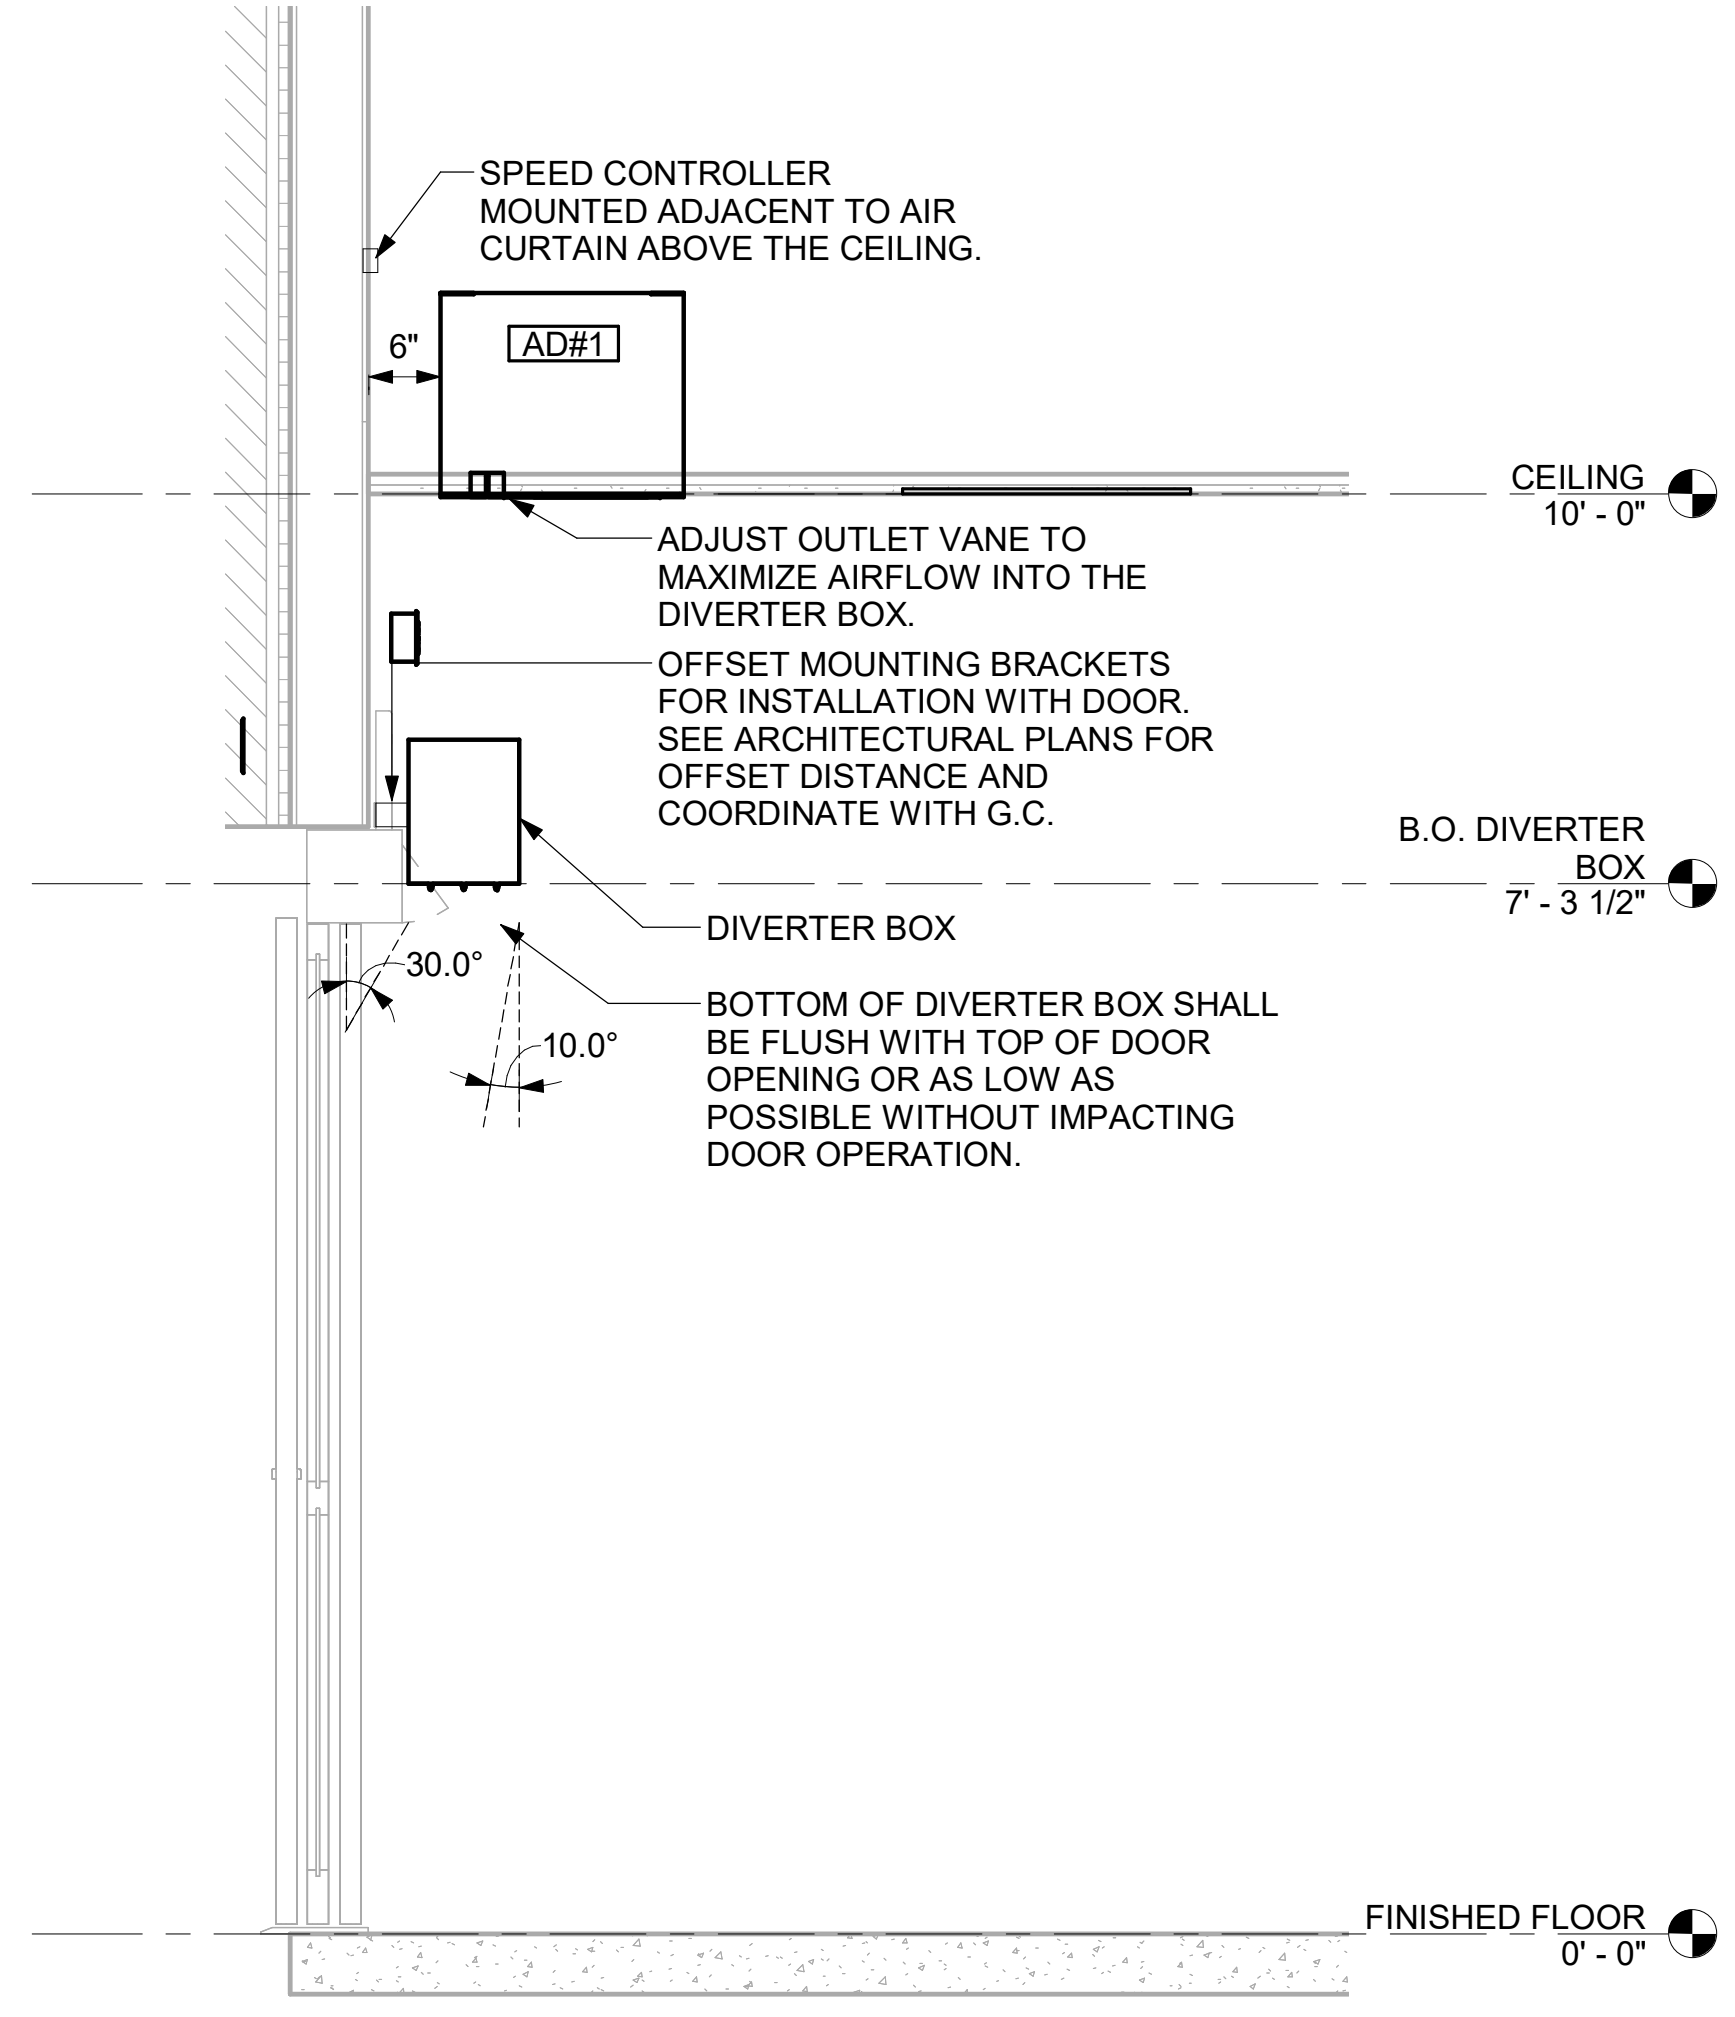 SPEED CONTROLLER
MOUNTED ADJACENT TO AIR
CURTAIN ABOVE THE CEILING.
6"
AD#1
CEILING
10' - 0"
ADJUST OUTLET VANE TO
MAXIMIZE AIRFLOW INTO THE
DIVERTER BOX.
OFFSET MOUNTING BRACKETS
FOR INSTALLATION WITH DOOR.
SEE ARCHITECTURAL PLANS FOR
OFFSET DISTANCE AND
COORDINATE WITH G.C.
B.O. DIVERTER
BOX
7' - 3 1/2"
DIVERTER BOX
30.0°
BOTTOM OF DIVERTER BOX SHALL
BE FLUSH WITH TOP OF DOOR
OPENING OR AS LOW AS
POSSIBLE WITHOUT IMPACTING
DOOR OPERATION.
10.0°
FINISHED FLOOR
0' - 0"